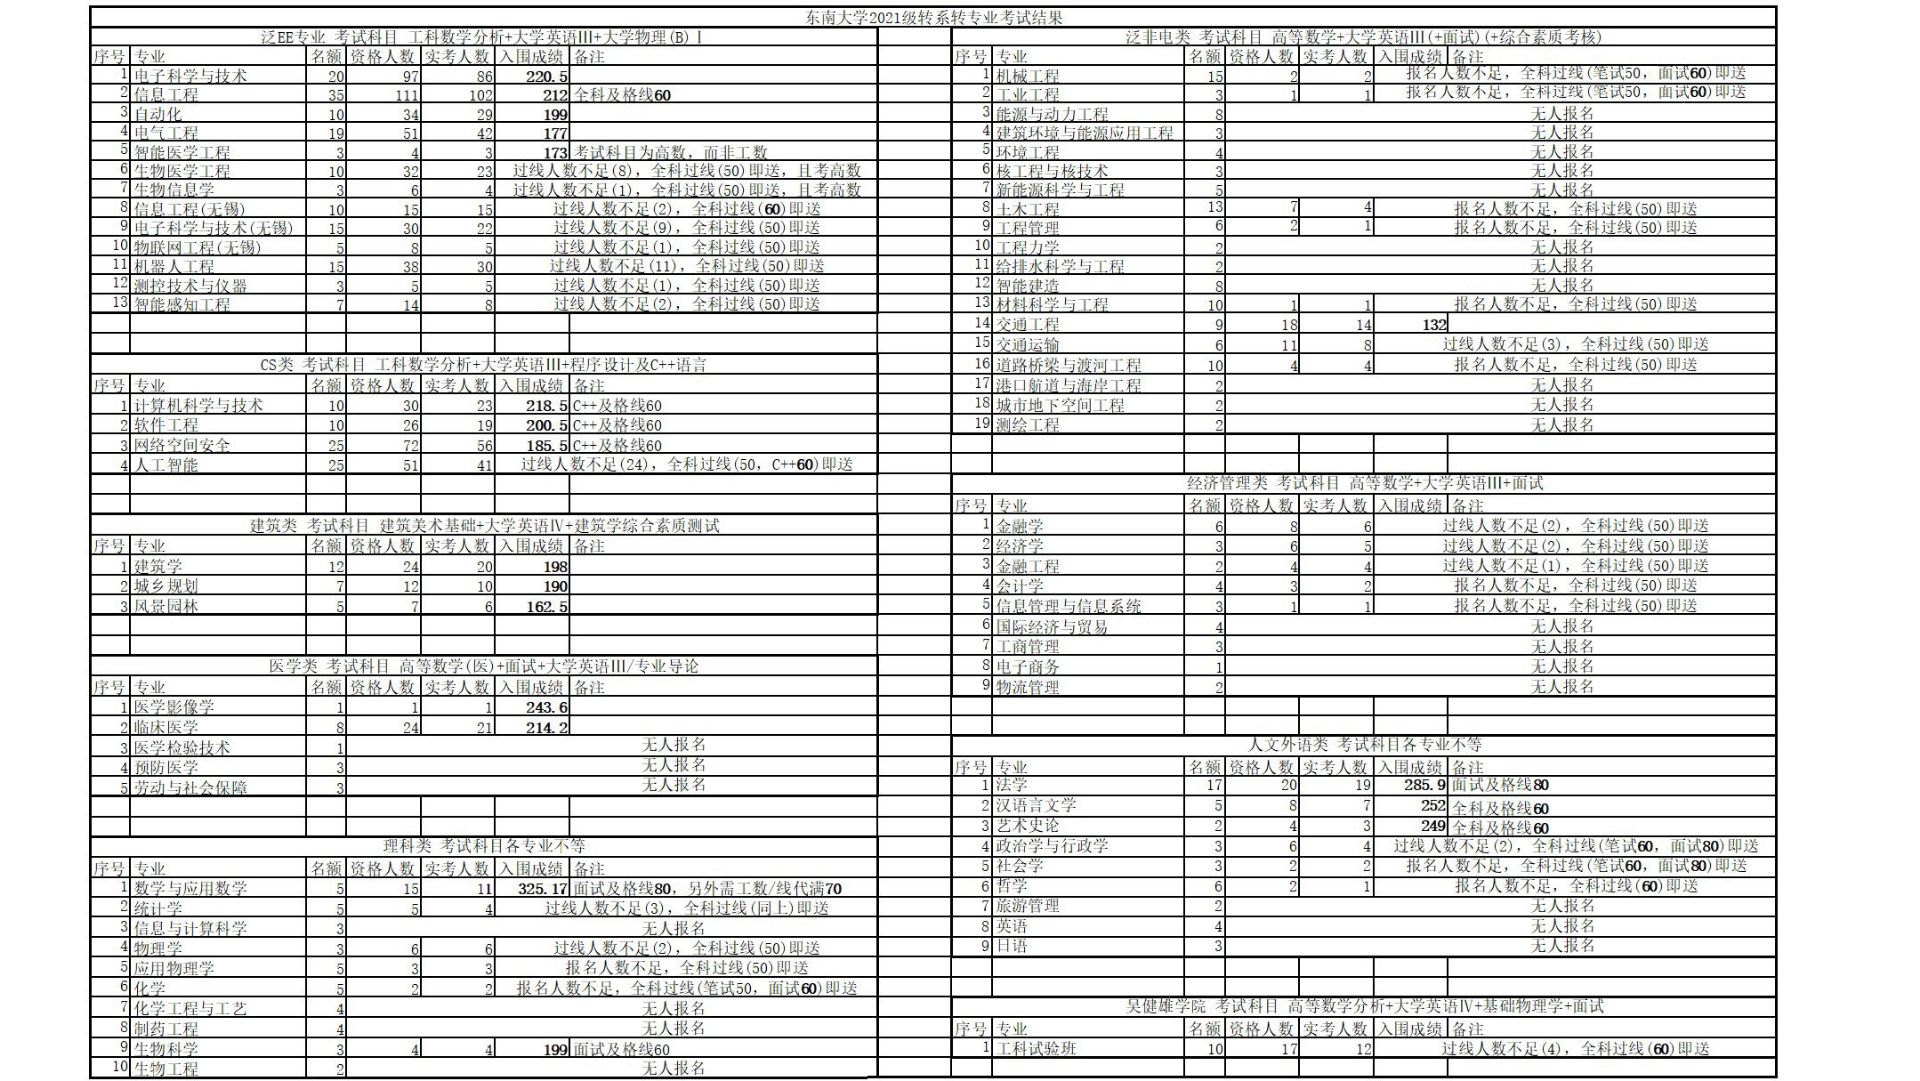 东南大学2021级转系转专业考试结果
泛EE专业 考试科目 工科数学分析+大学英语III+大学物理(B) I
序号 专业 名额 资格人数 实考人数 入围成绩 备注
1 电子科学与技术 20 97 86 220.5
2 信息工程 35 111 102 212 全科及格线60
3 自动化 10 34 29 199
4 电气工程 19 51 42 177
5 智能医学工程 3 4 3 173 考试科目为高数，而非工数
6 生物医学工程 10 32 23 过线人数不足(8)，全科过线(50)即送，且考高数
7 生物信息学 3 6 4 过线人数不足(1)，全科过线(50)即送，且考高数
8 信息工程(无锡) 10 15 15 过线人数不足(2)，全科过线(60)即送
9 电子科学与技术(无锡) 15 30 22 过线人数不足(9)，全科过线(50)即送
10 物联网工程(无锡) 5 8 5 过线人数不足(1)，全科过线(50)即送
11 机器人工程 15 38 30 过线人数不足(11)，全科过线(50)即送
12 测控技术与仪器 3 5 5 过线人数不足(1)，全科过线(50)即送
13 智能感知工程 7 14 8 过线人数不足(2)，全科过线(50)即送
CS类 考试科目 工科数学分析+大学英语III+程序设计及C++语言
序号 专业 名额 资格人数 实考人数 入围成绩 备注
1 计算机科学与技术 10 30 23 218.5 C++及格线60
2 软件工程 10 26 19 200.5 C++及格线60
3 网络空间安全 25 72 56 185.5 C++及格线60
4 人工智能 25 51 41 过线人数不足(24)，全科过线(50，C++60)即送
建筑类 考试科目 建筑美术基础+大学英语IV+建筑学综合素质测试
序号 专业 名额 资格人数 实考人数 入围成绩 备注
1 建筑学 12 24 20 198
2 城乡规划 7 12 10 190
3 风景园林 5 7 6 162.5
医学类 考试科目 高等数学(医)+面试+大学英语III/专业导论
序号 专业 名额 资格人数 实考人数 入围成绩 备注
1 医学影像学 1 1 1 243.6
2 临床医学 8 24 21 214.2
3 医学检验技术 1 无人报名
4 预防医学 3 无人报名
5 劳动与社会保障 3 无人报名
理科类 考试科目各专业不等
序号 专业 名额 资格人数 实考人数 入围成绩 备注
1 数学与应用数学 5 15 11 325.17 面试及格线80，另外需工数/线代满70
2 统计学 5 5 4 过线人数不足(3)，全科过线(同上)即送
3 信息与计算科学 3 无人报名
4 物理学 3 6 6 过线人数不足(2)，全科过线(50)即送
5 应用物理学 5 3 3 报名人数不足，全科过线(50)即送
6 化学 5 2 2 报名人数不足，全科过线(笔试50，面试60)即送
7 化学工程与工艺 4 无人报名
8 制药工程 4 无人报名
9 生物科学 3 4 4 199 面试及格线60
10 生物工程 2 无人报名
泛非电类 考试科目 高等数学+大学英语III(+面试)(+综合素质考核)
序号 专业 名额 资格人数 实考人数 入围成绩 备注
1 机械工程 15 2 2 报名人数不足，全科过线(笔试50，面试60)即送
2 工业工程 3 1 1 报名人数不足，全科过线(笔试50，面试60)即送
3 能源与动力工程 8 无人报名
4 建筑环境与能源应用工程 3 无人报名
5 环境工程 4 无人报名
6 核工程与核技术 3 无人报名
7 新能源科学与工程 5 无人报名
8 土木工程 13 7 4 报名人数不足，全科过线(50)即送
9 工程管理 6 2 1 报名人数不足，全科过线(50)即送
10 工程力学 2 无人报名
11 给排水科学与工程 2 无人报名
12 智能建造 8 无人报名
13 材料科学与工程 10 1 1 报名人数不足，全科过线(50)即送
14 交通工程 9 18 14 132
15 交通运输 6 11 8 过线人数不足(3)，全科过线(50)即送
16 道路桥梁与渡河工程 10 4 4 报名人数不足，全科过线(50)即送
17 港口航道与海岸工程 2 无人报名
18 城市地下空间工程 2 无人报名
19 测绘工程 2 无人报名
经济管理类 考试科目 高等数学+大学英语III+面试
序号 专业 名额 资格人数 实考人数 入围成绩 备注
1 金融学 6 8 6 过线人数不足(2)，全科过线(50)即送
2 经济学 3 6 5 过线人数不足(2)，全科过线(50)即送
3 金融工程 2 4 4 过线人数不足(1)，全科过线(50)即送
4 会计学 4 3 2 报名人数不足，全科过线(50)即送
5 信息管理与信息系统 3 1 1 报名人数不足，全科过线(50)即送
6 国际经济与贸易 4 无人报名
7 工商管理 3 无人报名
8 电子商务 1 无人报名
9 物流管理 2 无人报名
人文外语类 考试科目各专业不等
序号 专业 名额 资格人数 实考人数 入围成绩 备注
1 法学 17 20 19 285.9 面试及格线80
2 汉语言文学 5 8 7 252 全科及格线60
3 艺术史论 2 4 3 249 全科及格线60
4 政治学与行政学 3 6 4 过线人数不足(2)，全科过线(笔试60，面试80)即送
5 社会学 3 2 2 报名人数不足，全科过线(笔试60，面试80)即送
6 哲学 6 2 1 报名人数不足，全科过线(60)即送
7 旅游管理 2 无人报名
8 英语 4 无人报名
9 日语 3 无人报名
吴健雄学院 考试科目 高等数学分析+大学英语IV+基础物理学+面试
序号 专业 名额 资格人数 实考人数 入围成绩 备注
1 工科试验班 10 17 12 过线人数不足(4)，全科过线(60)即送